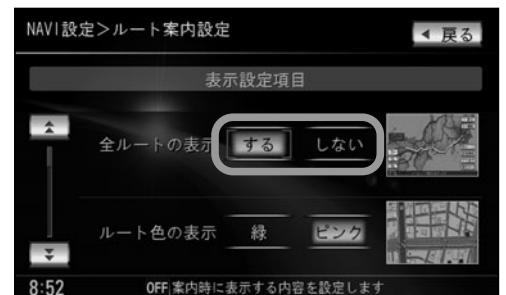 NAVI設定＞ルート案内設定 戻る
表示設定項目
全ルートの表示 する しない
ルート色の表示 緑 ピンク
8:52 OFF 案内時に表示する内容を設定します